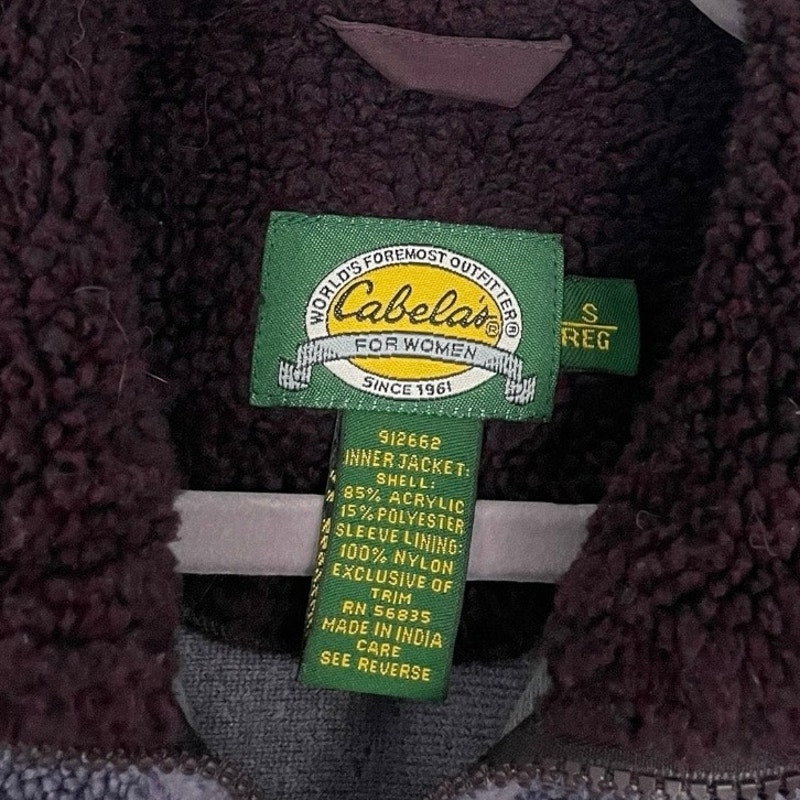 WORLD'S FOREMOST OUTFITTER®
Cabela's®
FOR WOMEN
SINCE 1961
S
REG
912662
INNER JACKET:
SHELL:
85% ACRYLIC
15% POLYESTER
SLEEVE LINING:
100% NYLON
EXCLUSIVE OF
TRIM
RN 56835
MADE IN INDIA
CARE
SEE REVERSE